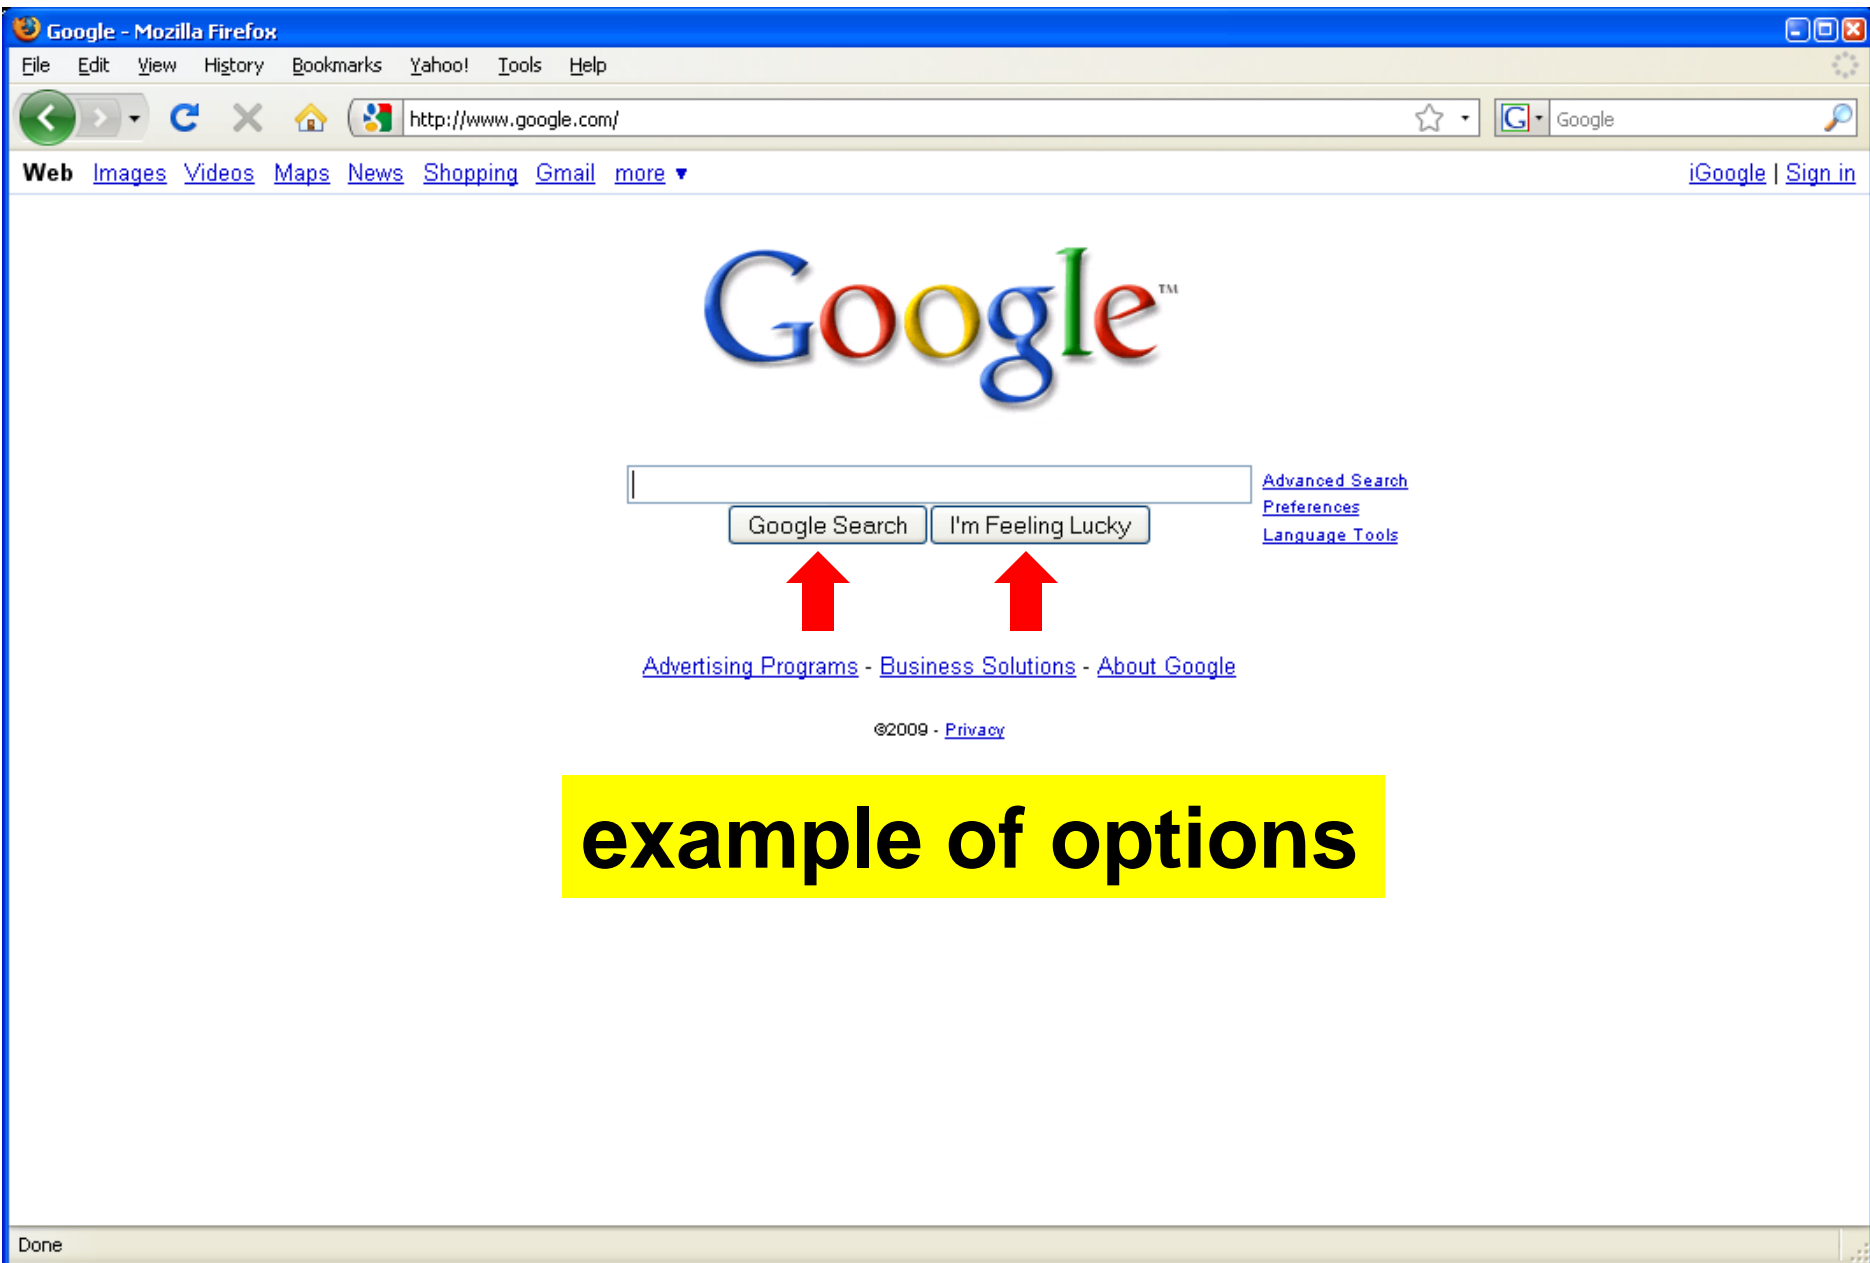 Google - Mozilla Firefox
File Edit View History Bookmarks Yahoo! Tools Help
http://www.google.com/ G Google
Web Images Videos Maps News Shopping Gmail more ▼ iGoogle | Sign in
Google™
Advanced Search
Preferences
Google Search I'm Feeling Lucky
Language Tools
Advertising Programs - Business Solutions - About Google
©2009 - Privacy
example of options
Done